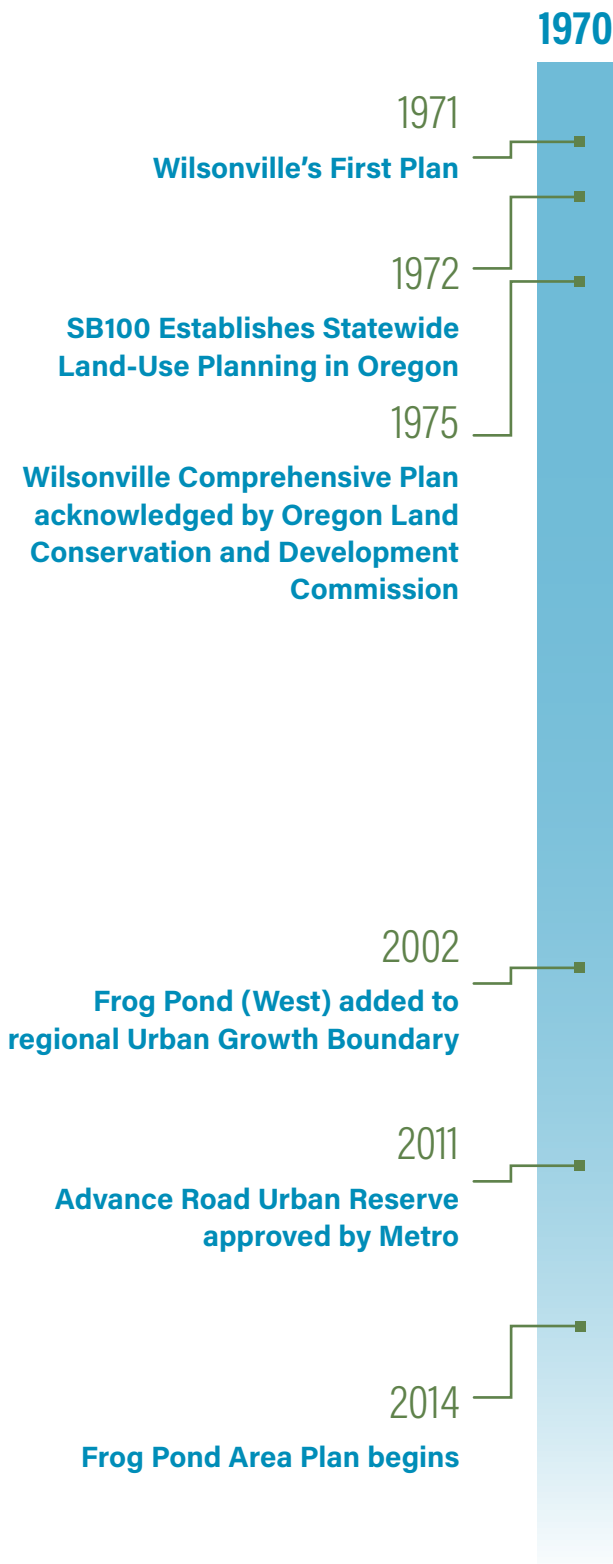 1970
1971
Wilsonville’s First Plan
1972
SB100 Establishes Statewide
Land-Use Planning in Oregon
1975
Wilsonville Comprehensive Plan
acknowledged by Oregon Land
Conservation and Development
Commission
2002
Frog Pond (West) added to
regional Urban Growth Boundary
2011
Advance Road Urban Reserve
approved by Metro
2014
Frog Pond Area Plan begins